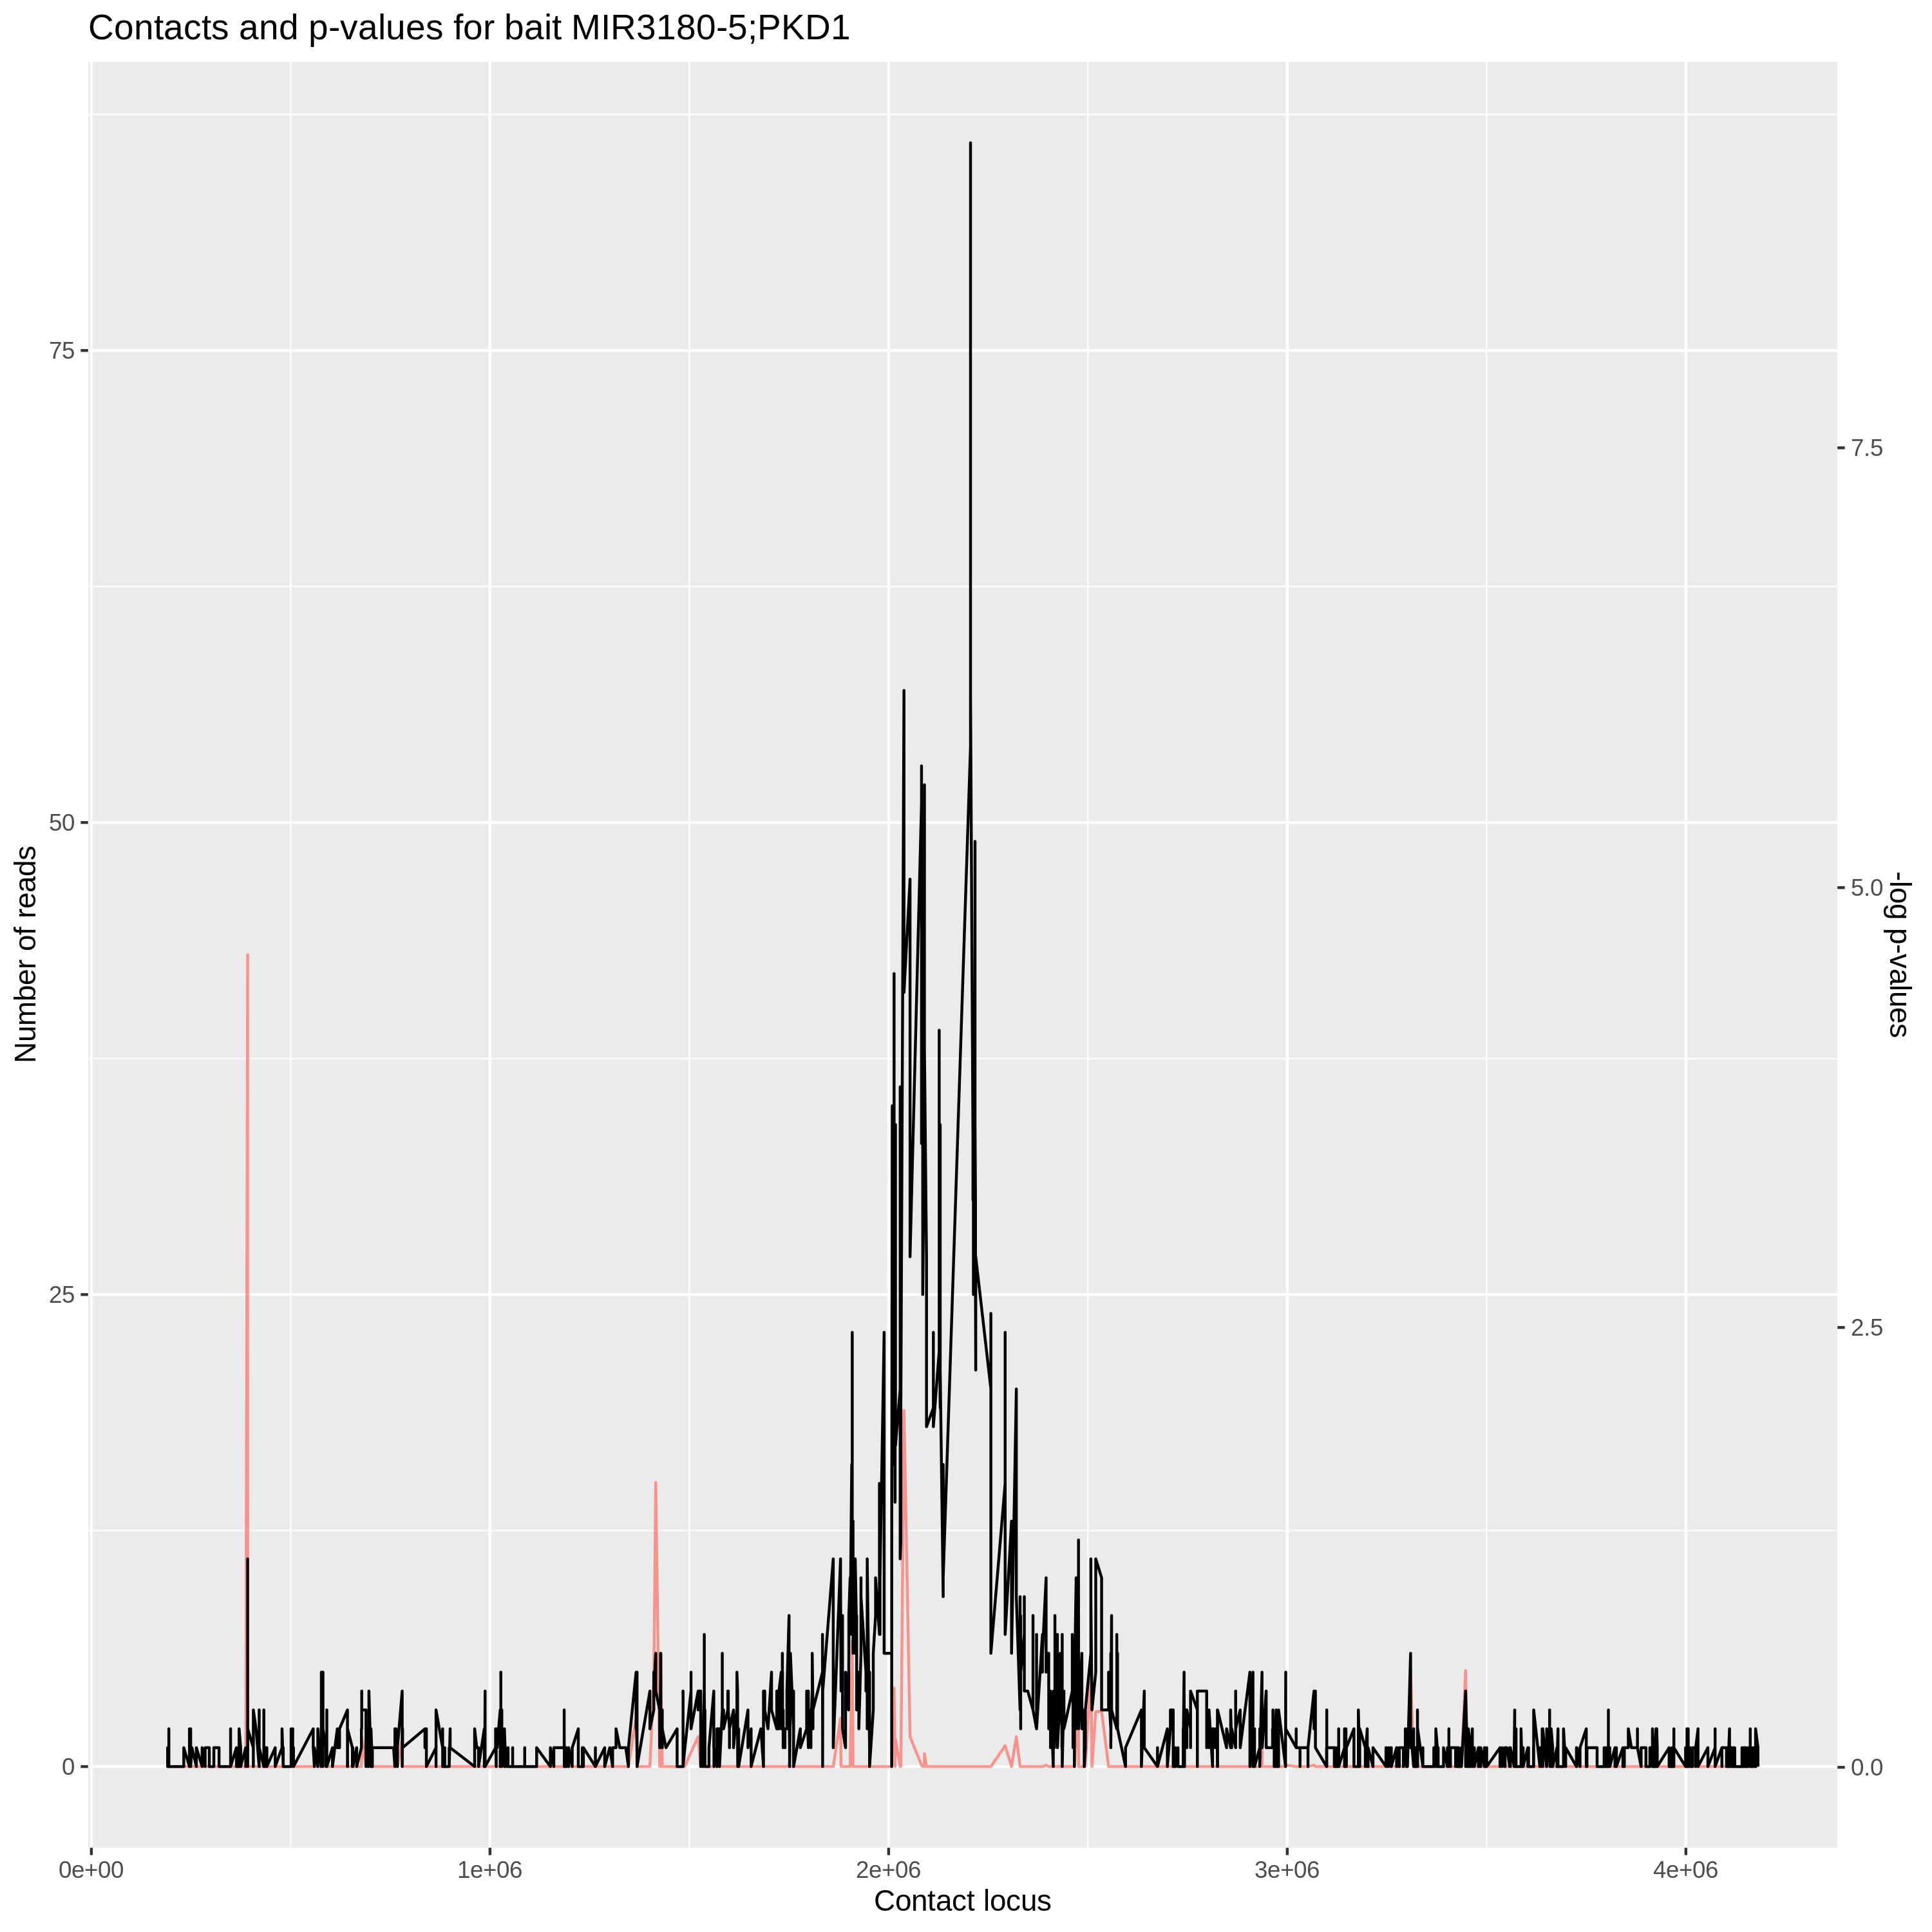 Contacts and p-values for bait MIR3180-5;PKD1
75
50
25
0
Number of reads
7.5
5.0
2.5
0.0
-log p-values
0e+00
1e+06
2e+06
3e+06
4e+06
Contact locus